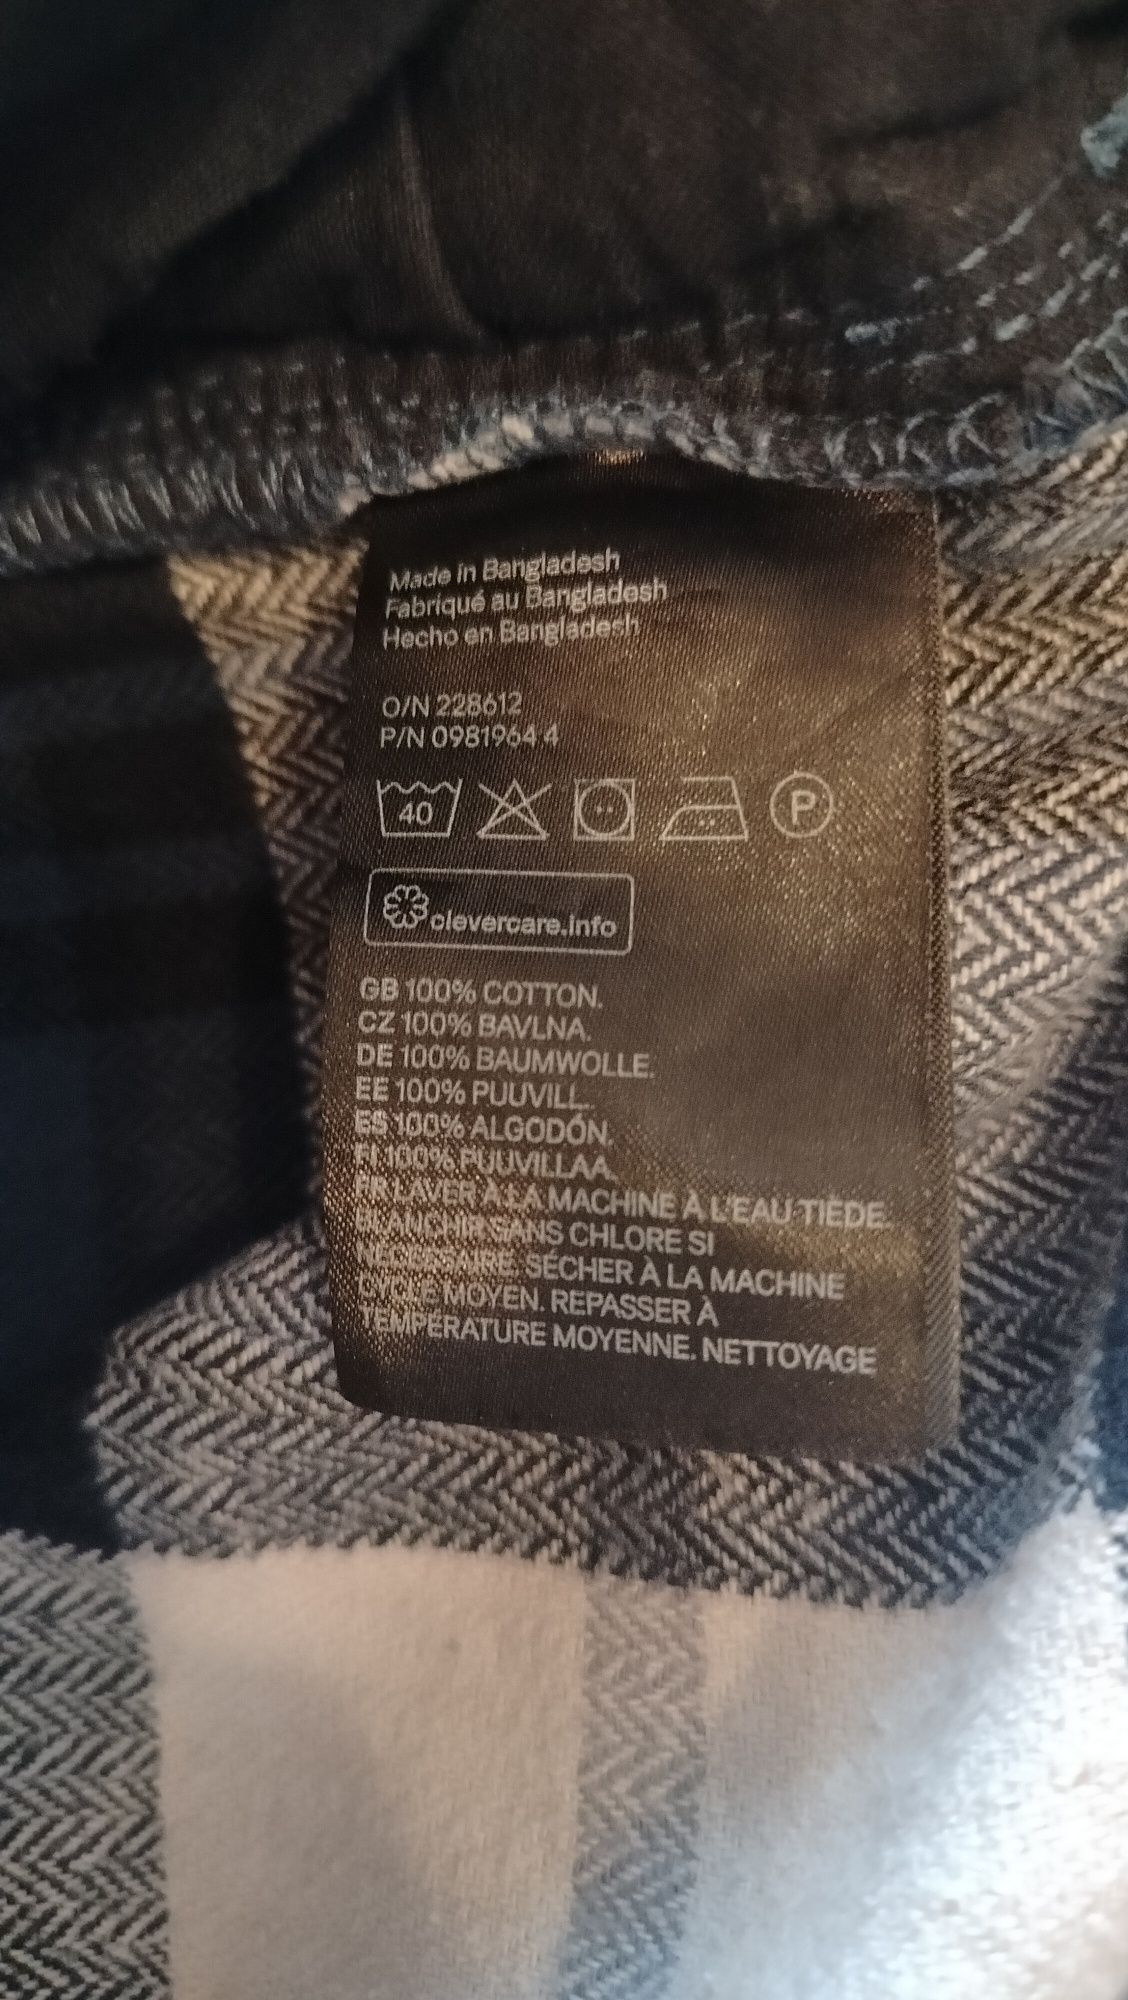 Made in Bangladesh
Fabriqué au Bangladesh
Hecho en Bangladesh
O/N 228612
P/N 0981964 4
40
P
clevercare.info
GB 100% COTTON.
CZ 100% BAVLNA.
DE 100% BAUMWOLLE.
EE 100% PUUVILL.
ES 100% ALGODÓN.
FI 100% PUUVILLAA.
FR LAVER À LA MACHINE À L'EAU TIEDE.
BLANCHIR SANS CHLORE SI
NÉCESSAIRE. SÉCHER À LA MACHINE
CYCLE MOYEN. REPASSER À
TEMPÉRATURE MOYENNE. NETTOYAGE